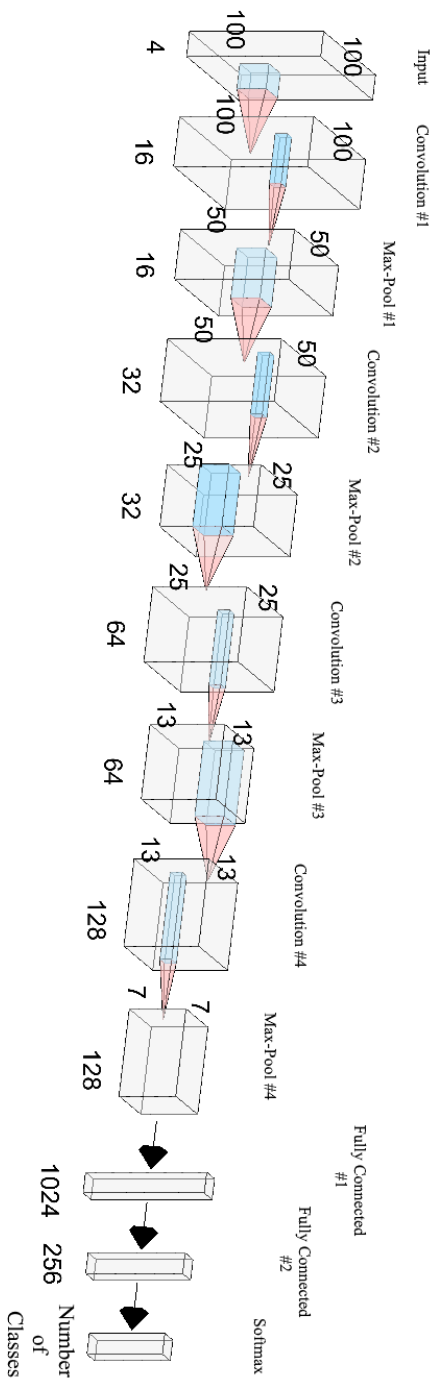 Input
100
100
4
Convolution #1
100
100
16
Max-Pool #1
50
50
16
Convolution #2
50
50
32
Max-Pool #2
25
25
32
Convolution #3
25
25
64
Max-Pool #3
13
13
64
Convolution #4
13
13
128
Max-Pool #4
7
7
128
Fully Connected
#1
1024
Fully Connected
#2
256
Softmax
Number
of
Classes